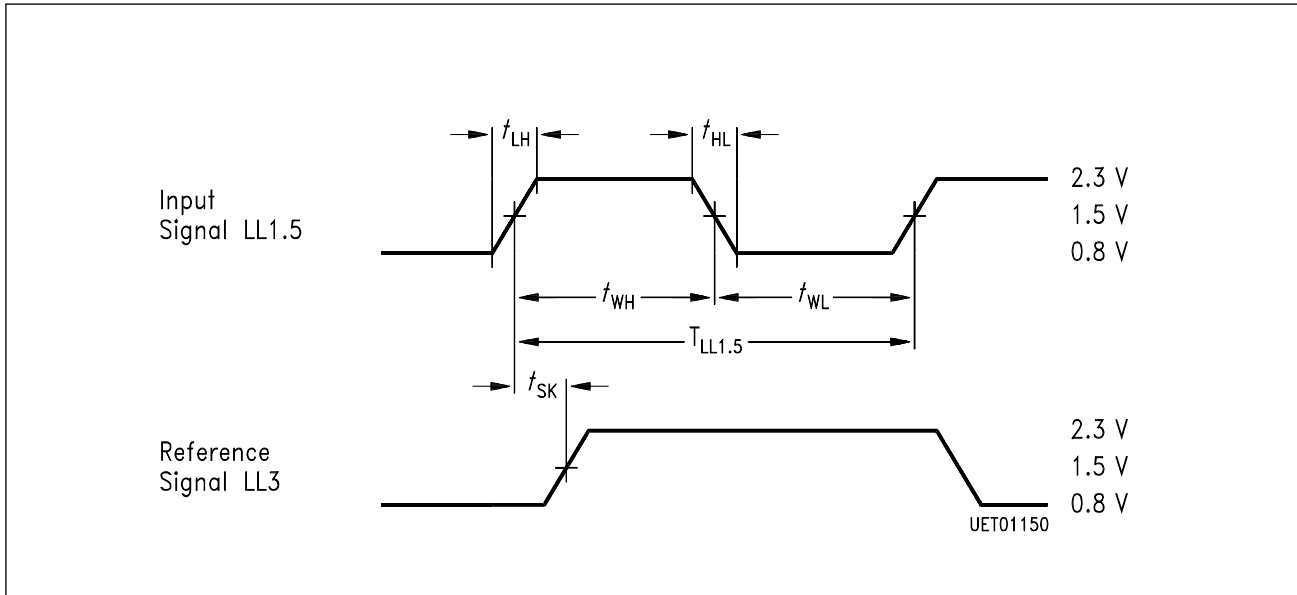 tLH
tHL
Input
Signal LL1.5
2.3 V
1.5 V
0.8 V
tWH
tWL
TLL1.5
tSK
Reference
Signal LL3
2.3 V
1.5 V
0.8 V
UET01150